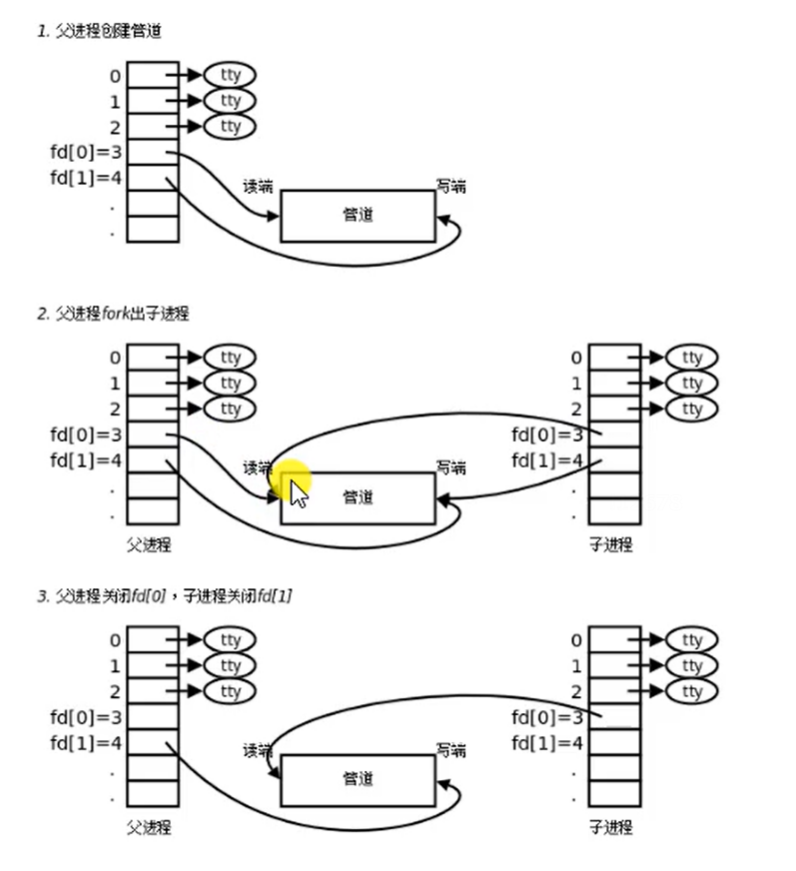 1. 父进程创建管道
0 tty
1 tty
2 tty
fd[0]=3
fd[1]=4
.
.
读端
写端
管道
2. 父进程fork出子进程
0 tty
1 tty
2 tty
fd[0]=3
fd[1]=4
.
.
父进程
读端
写端
管道
0 tty
1 tty
2 tty
fd[0]=3
fd[1]=4
.
.
子进程
3. 父进程关闭fd[0]，子进程关闭fd[1]
0 tty
1 tty
2 tty
fd[0]=3
fd[1]=4
.
.
父进程
读端
写端
管道
0 tty
1 tty
2 tty
fd[0]=3
fd[1]=4
.
.
子进程